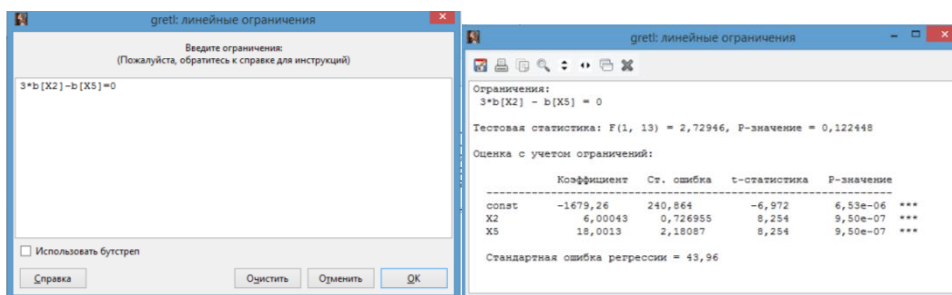 gretl: линейные ограничения
Введите ограничения:
(Пожалуйста, обратитесь к справке для инструкций)
3*b[X2]-b[X5]=0
Использовать бутстреп
Справка
Очистить
Отменить
OK
gretl: линейные ограничения
Ограничения:
3*b[X2] - b[X5] = 0
Тестовая статистика: F(1, 13) = 2,72946, P-значение = 0,122448
Оценка с учетом ограничений:
Коэффициент Ст. ошибка t-статистика P-значение
const -1679,26 240,864 -6,972 6,53e-06 ***
X2 6,00043 0,726955 8,254 9,50e-07 ***
X5 18,0013 2,18087 8,254 9,50e-07 ***
Стандартная ошибка регрессии = 43,96